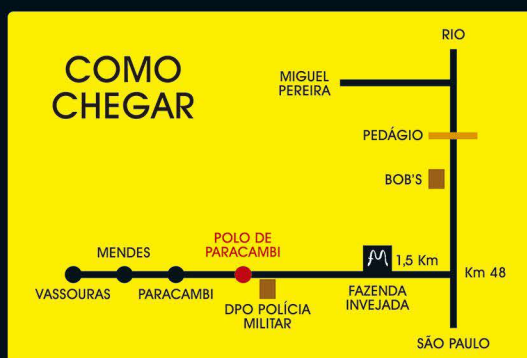 COMO
CHEGAR
RIO
MIGUEL
PEREIRA
PEDÁGIO
BOB'S
POLO DE
PARACAMBI
MENDES
1,5 Km
Km 48
VASSOURAS
PARACAMBI
FAZENDA
INVEJADA
DPO POLÍCIA
MILITAR
SÃO PAULO